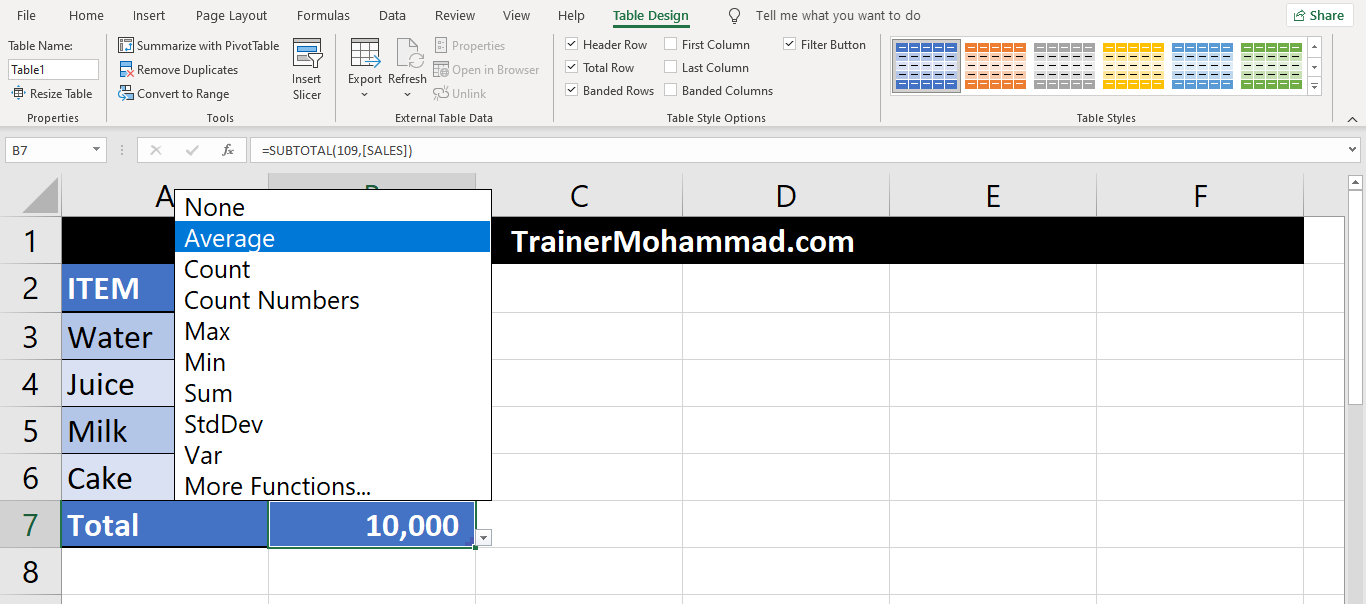 File Home Insert Page Layout Formulas Data Review View Help Table Design Tell me what you want to do Share
Table Name:
Table1
Resize Table
Properties
Summarize with PivotTable
Remove Duplicates
Convert to Range
Tools
Insert
Slicer
Export Refresh
Properties
Open in Browser
Unlink
External Table Data
Header Row First Column Filter Button
Total Row Last Column
Banded Rows Banded Columns
Table Style Options
Table Styles
B7 fx =SUBTOTAL(109,[SALES])
A C D E F
1 TrainerMohammad.com
2 ITEM
3 Water
4 Juice
5 Milk
6 Cake
7 Total 10,000
8
None
Average
Count
Count Numbers
Max
Min
Sum
StdDev
Var
More Functions...